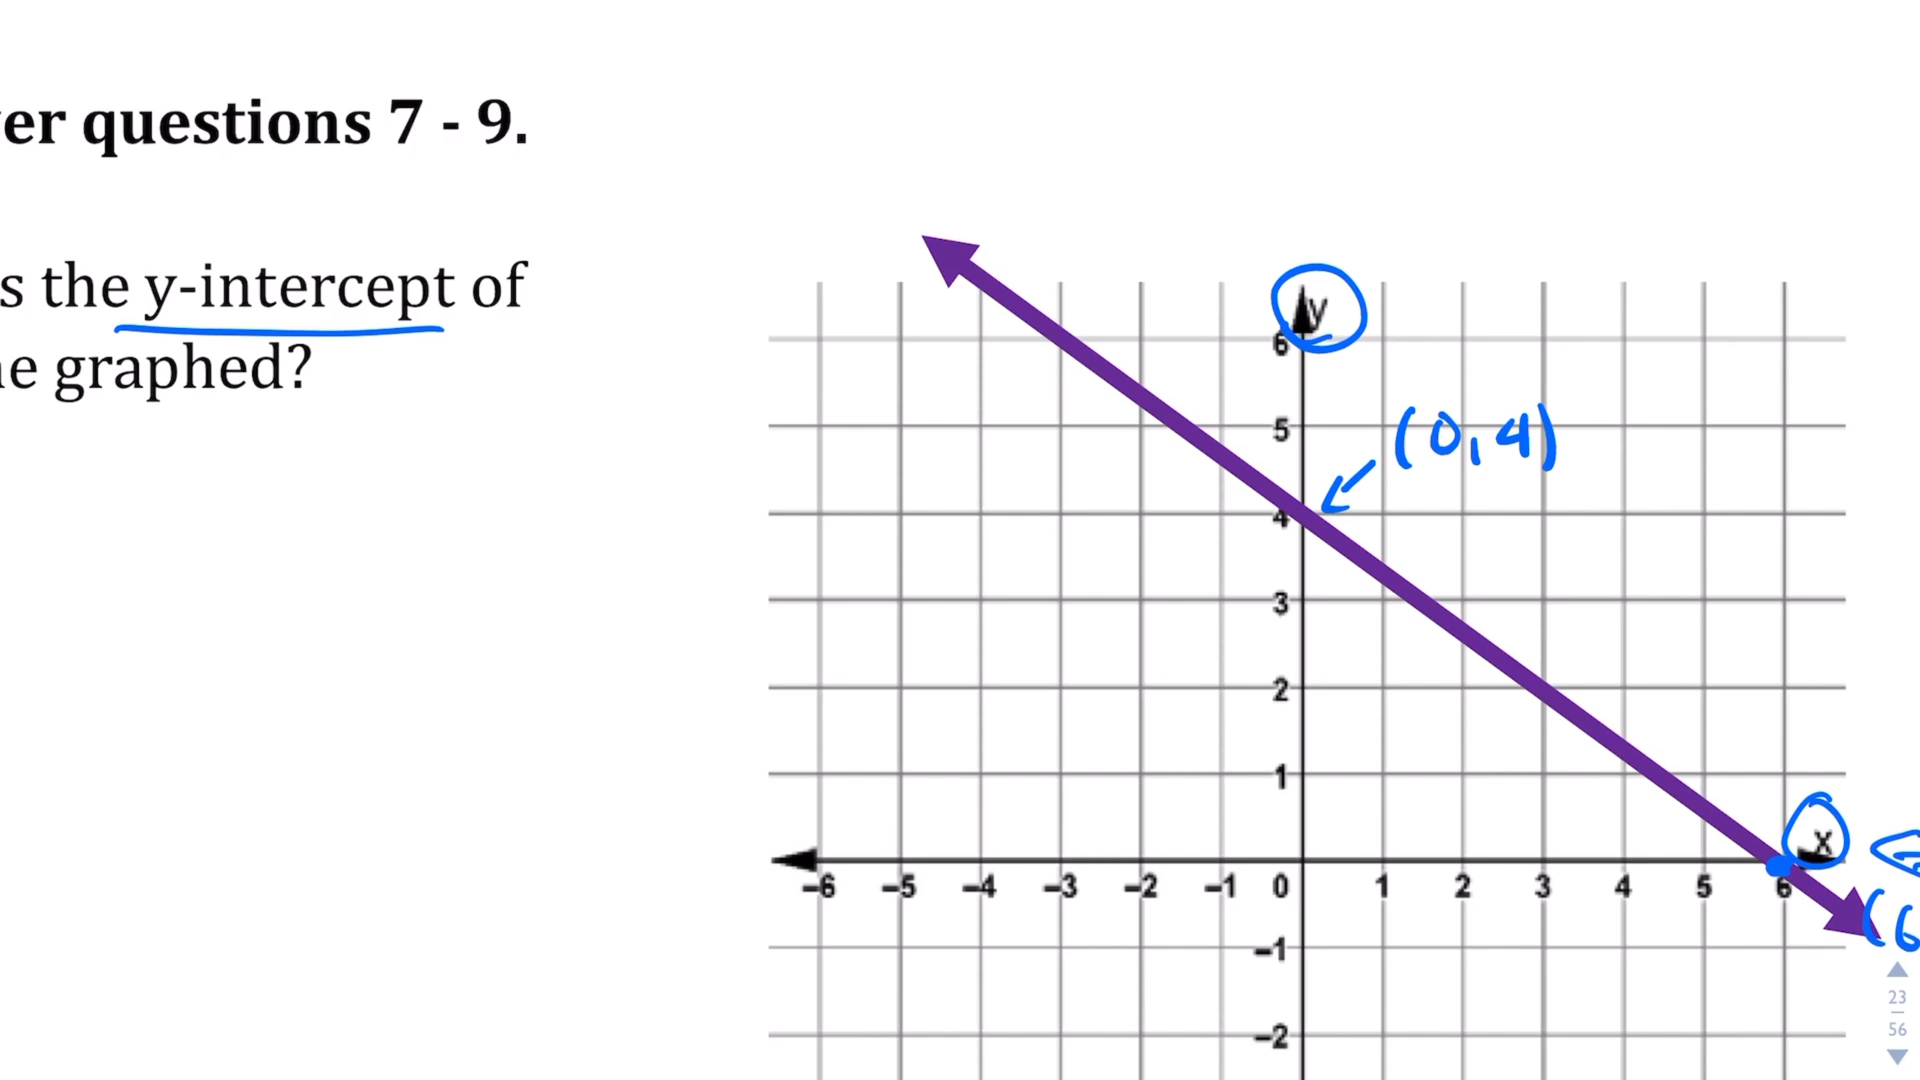 er questions 7 - 9.
s the y-intercept of
e graphed?
y
6
5
(0,4)
4
3
2
1
x
-6 -5 -4 -3 -2 -1 0 1 2 3 4 5 6
(6
-1
23
56
-2